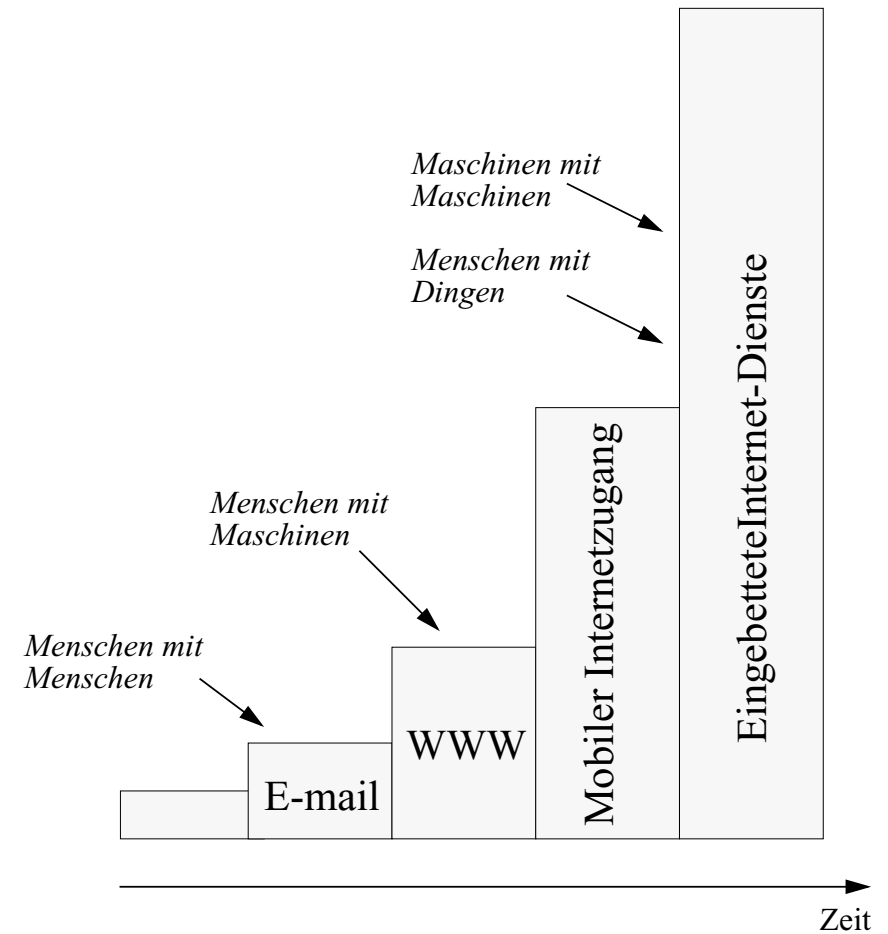 Maschinen mit
Maschinen
Menschen mit
Dingen
Menschen mit
Maschinen
Menschen mit
Menschen
E-mail
WWW
Mobiler Internetzugang
EingebetteteInternet-Dienste
Zeit